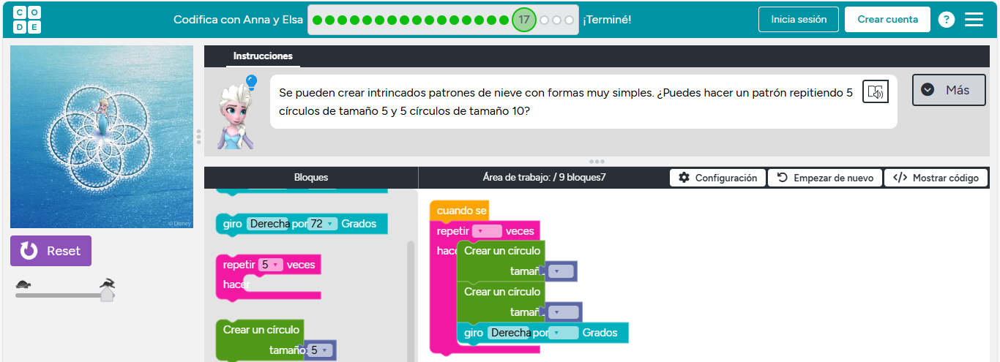 C O
D E
Codifica con Anna y Elsa
17
¡Terminé!
Inicia sesión
Crear cuenta
?
Instrucciones
Se pueden crear intrincados patrones de nieve con formas muy simples. ¿Puedes hacer un patrón repitiendo 5
círculos de tamaño 5 y 5 círculos de tamaño 10?
Más
© Disney
Reset
Bloques
Área de trabajo: / 9 bloques7
Configuración
Empezar de nuevo
</> Mostrar código
giro Derecha por 72 Grados
repetir 5 veces
hacer
Crear un círculo
tamaño: 5
cuando se
repetir veces
hace
Crear un círculo
tamañ
Crear un círculo
tamañ
giro Derecha por Grados